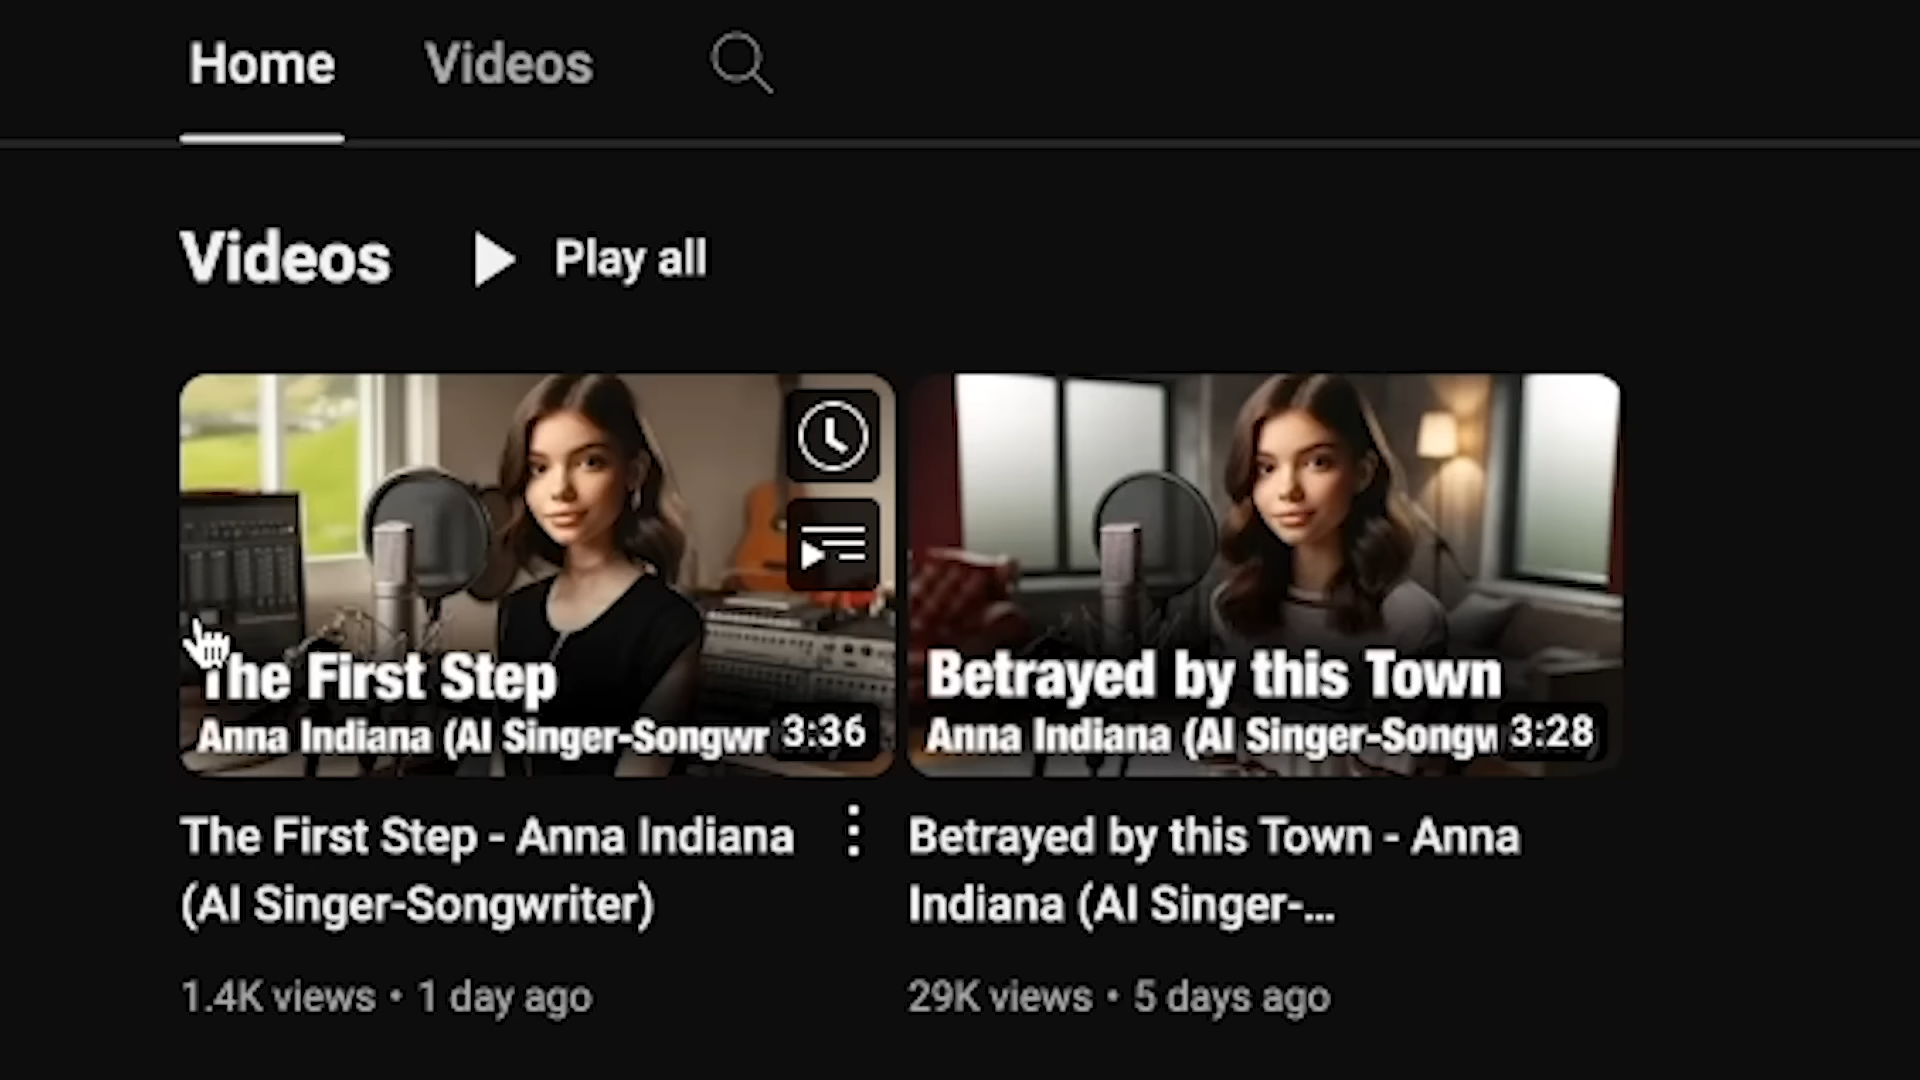 Home Videos
Videos Play all
The First Step
Anna Indiana (AI Singer-Songwr 3:36
Betrayed by this Town
Anna Indiana (AI Singer-Songw 3:28
The First Step - Anna Indiana
(AI Singer-Songwriter)
1.4K views • 1 day ago
Betrayed by this Town - Anna
Indiana (AI Singer-...
29K views • 5 days ago